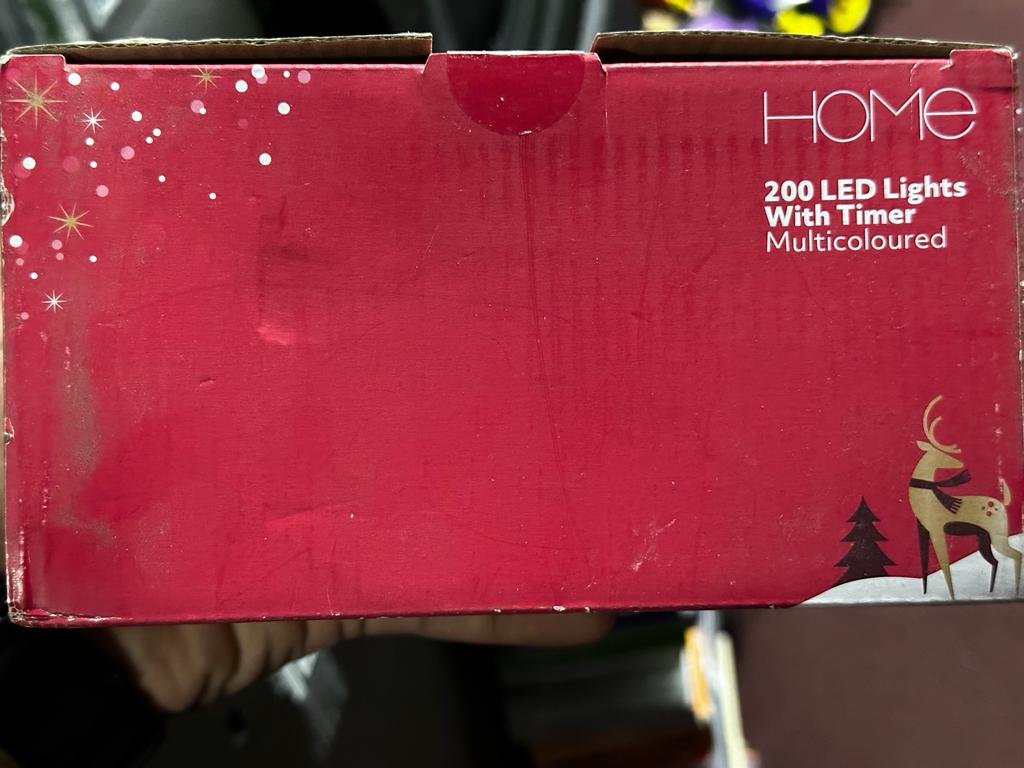 HOME
200 LED Lights
With Timer
Multicoloured